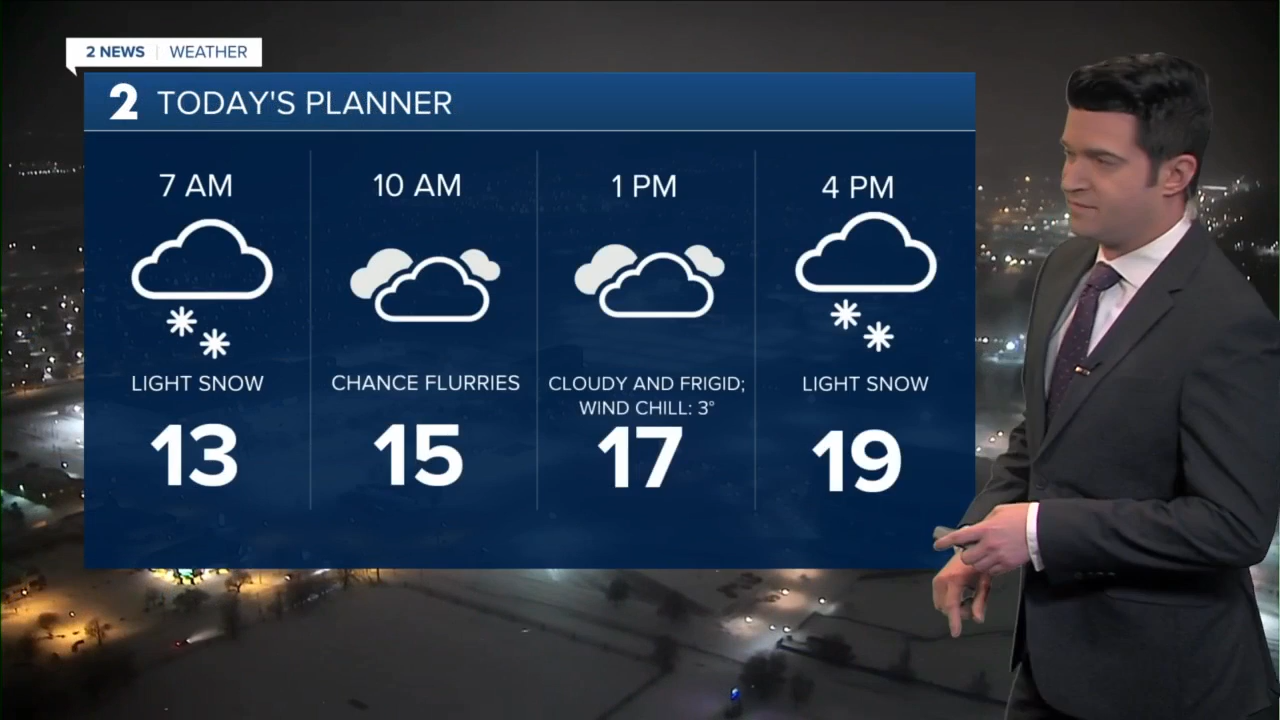 2 NEWS | WEATHER
2 TODAY'S PLANNER
7 AM
LIGHT SNOW
13
10 AM
CHANCE FLURRIES
15
1 PM
CLOUDY AND FRIGID;
WIND CHILL: 3°
17
4 PM
LIGHT SNOW
19